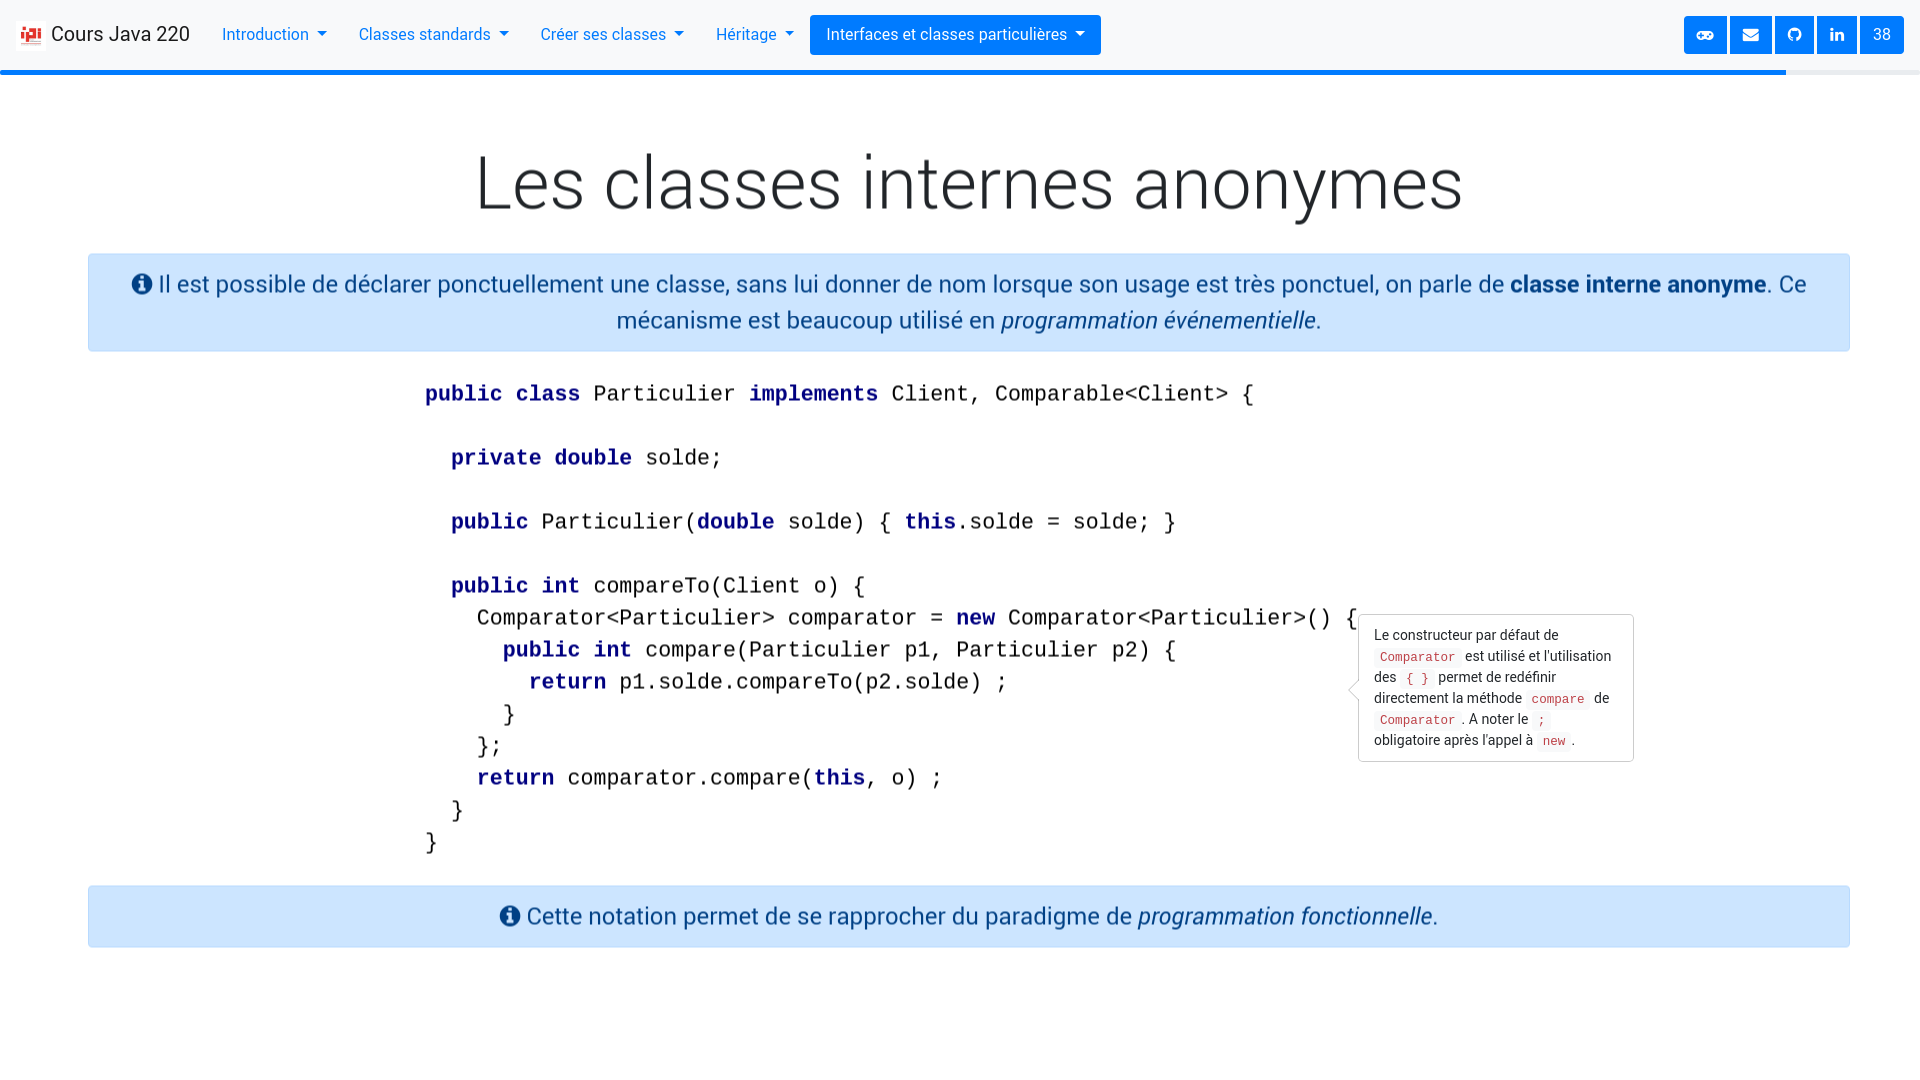 Cours Java 220 Introduction Classes standards Créer ses classes Héritage Interfaces et classes particulières 38
Les classes internes anonymes
Il est possible de déclarer ponctuellement une classe, sans lui donner de nom lorsque son usage est très ponctuel, on parle de classe interne anonyme. Ce
mécanisme est beaucoup utilisé en programmation événementielle.
public class Particulier implements Client, Comparable<Client> {
private double solde;
public Particulier(double solde) { this.solde = solde; }
public int compareTo(Client o) {
Comparator<Particulier> comparator = new Comparator<Particulier>() {
public int compare(Particulier p1, Particulier p2) {
return p1.solde.compareTo(p2.solde) ;
}
};
return comparator.compare(this, o) ;
}
}
Le constructeur par défaut de
Comparator est utilisé et l'utilisation
des { } permet de redéfinir
directement la méthode compare de
Comparator. A noter le ;
obligatoire après l'appel à new.
Cette notation permet de se rapprocher du paradigme de programmation fonctionnelle.